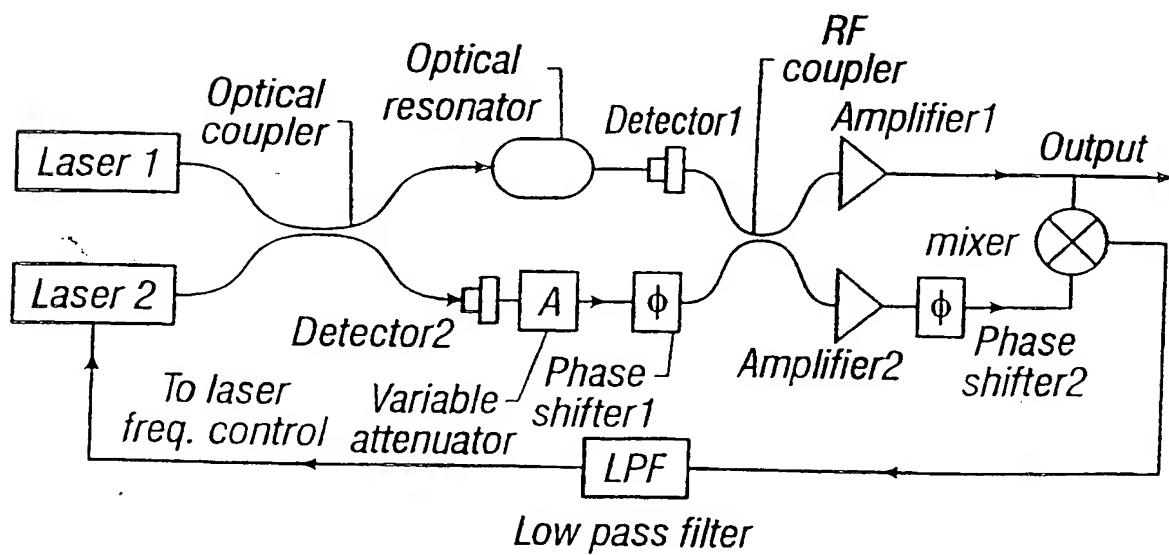 RF
coupler
Optical
resonator
Optical
coupler
Detector1
Amplifier1
Output
Laser 1
mixer
Laser 2
A
ϕ
ϕ
Detector2
Amplifier2
Phase
shifter2
Phase
shifter1
Variable
attenuator
To laser
freq. control
LPF
Low pass filter